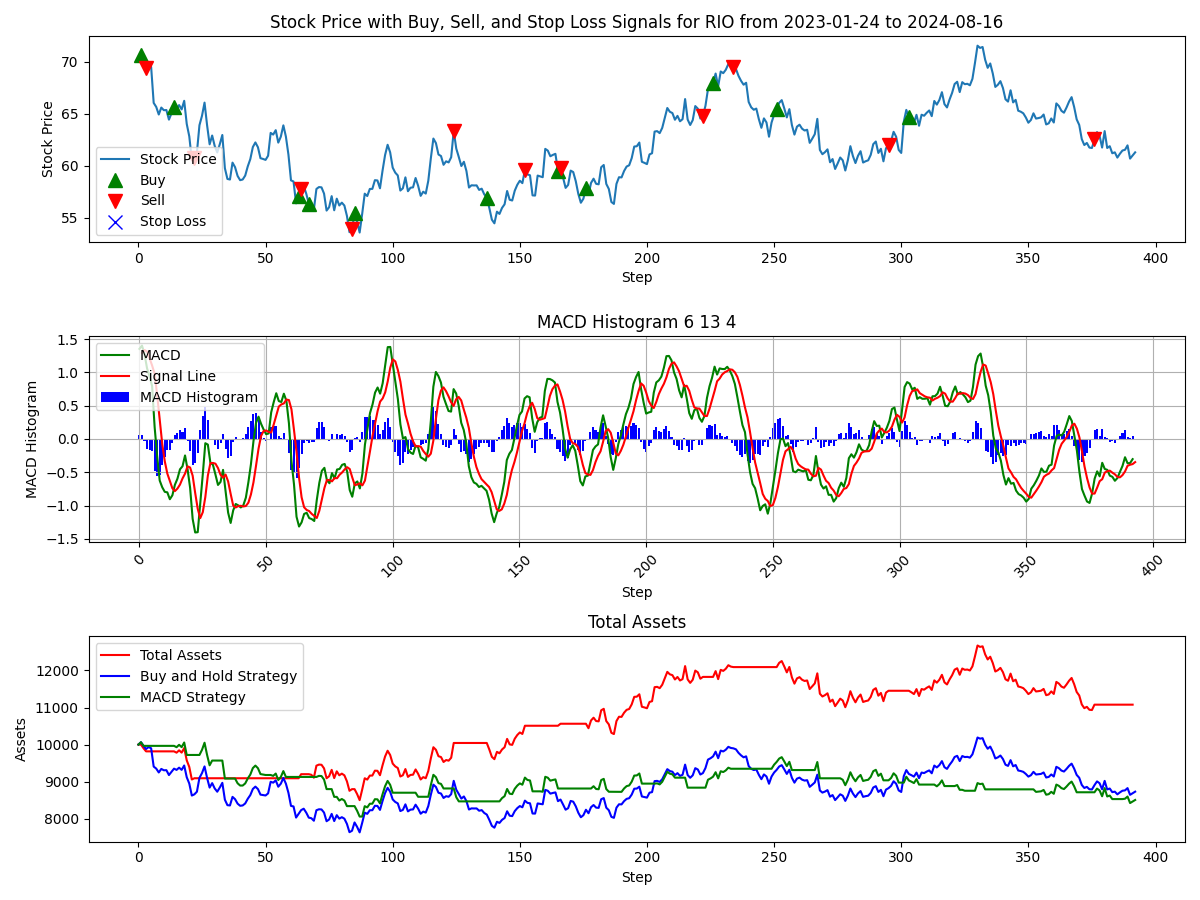 Stock Price with Buy, Sell, and Stop Loss Signals for RIO from 2023-01-24 to 2024-08-16
70
65
60
55
Stock Price
Stock Price
Buy
Sell
Stop Loss
0 50 100 150 200 250 300 350 400
Step
MACD Histogram 6 13 4
1.5
1.0
0.5
0.0
−0.5
−1.0
−1.5
MACD Histogram
MACD
Signal Line
MACD Histogram
0 50 100 150 200 250 300 350 400
Step
Total Assets
12000
11000
10000
9000
8000
Assets
Total Assets
Buy and Hold Strategy
MACD Strategy
0 50 100 150 200 250 300 350 400
Step